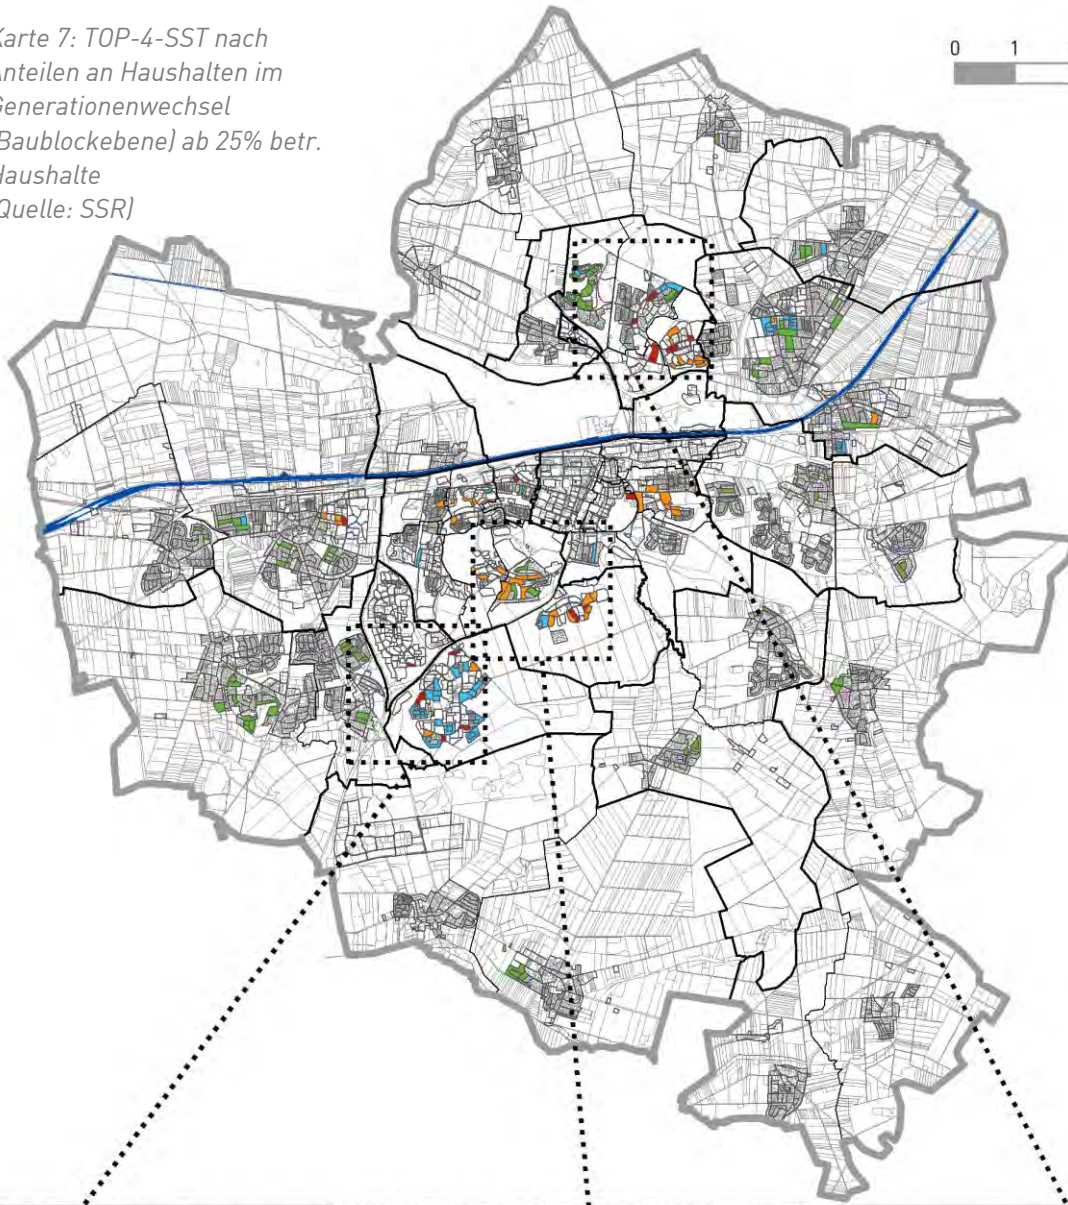 Karte 7: TOP-4-SST nach
Anteilen an Haushalten im
Generationenwechsel
(Baublockebene) ab 25% betr.
Haushalte
(Quelle: SSR)
0 1